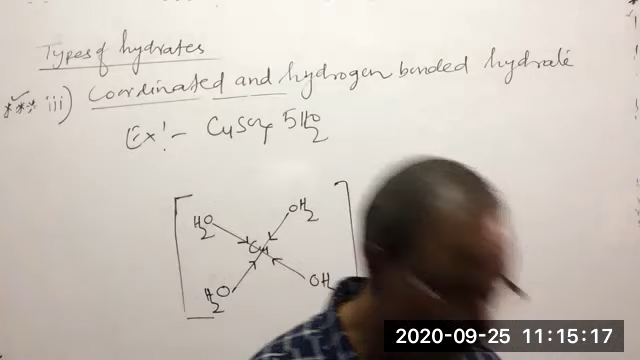 Types of hydrates
*** iii) Coordinated and hydrogen bonded hydrate
Ex:- CuSO4 5H2O
H2O OH2
Cu
H2O OH2
2020-09-25 11:15:17